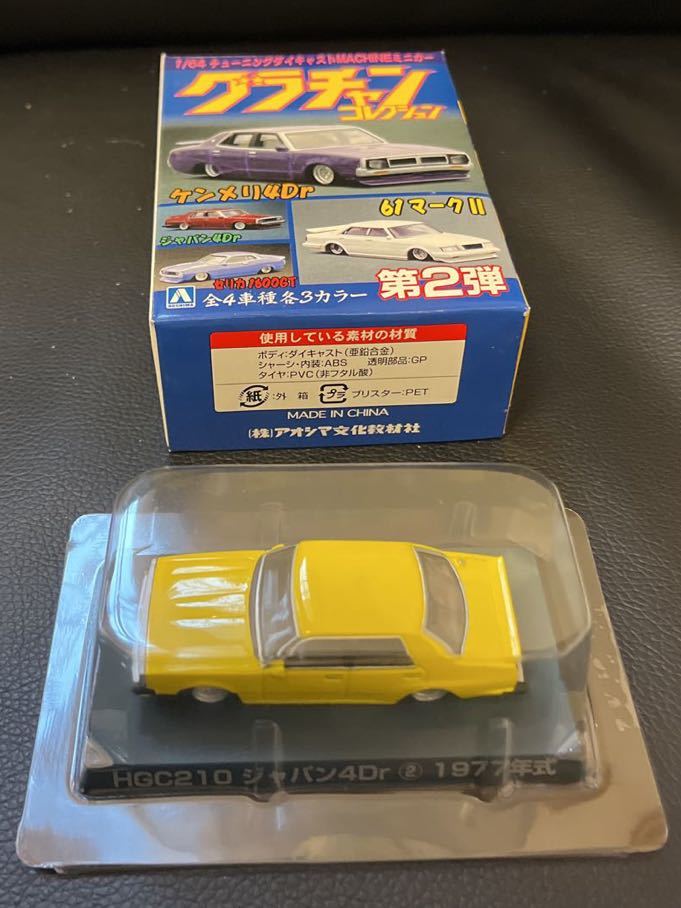 1/64 チューニングダイキャストMACHINEミニカー
グラチャン
コレクション
ケンメリ4Dr
ジャパン4Dr
セリカ1600GT
61マークII
AOSHIMA
全4車種各3カラー
第2弾
使用している素材の材質
ボディ:ダイキャスト(亜鉛合金)
シャーシ・内装:ABS 透明部品:GP
タイヤ:PVC(非フタル酸)
紙:外箱 プラ ブリスター:PET
MADE IN CHINA
(株)アオシマ文化教材社
HGC210 ジャパン4Dr ② 1977年式